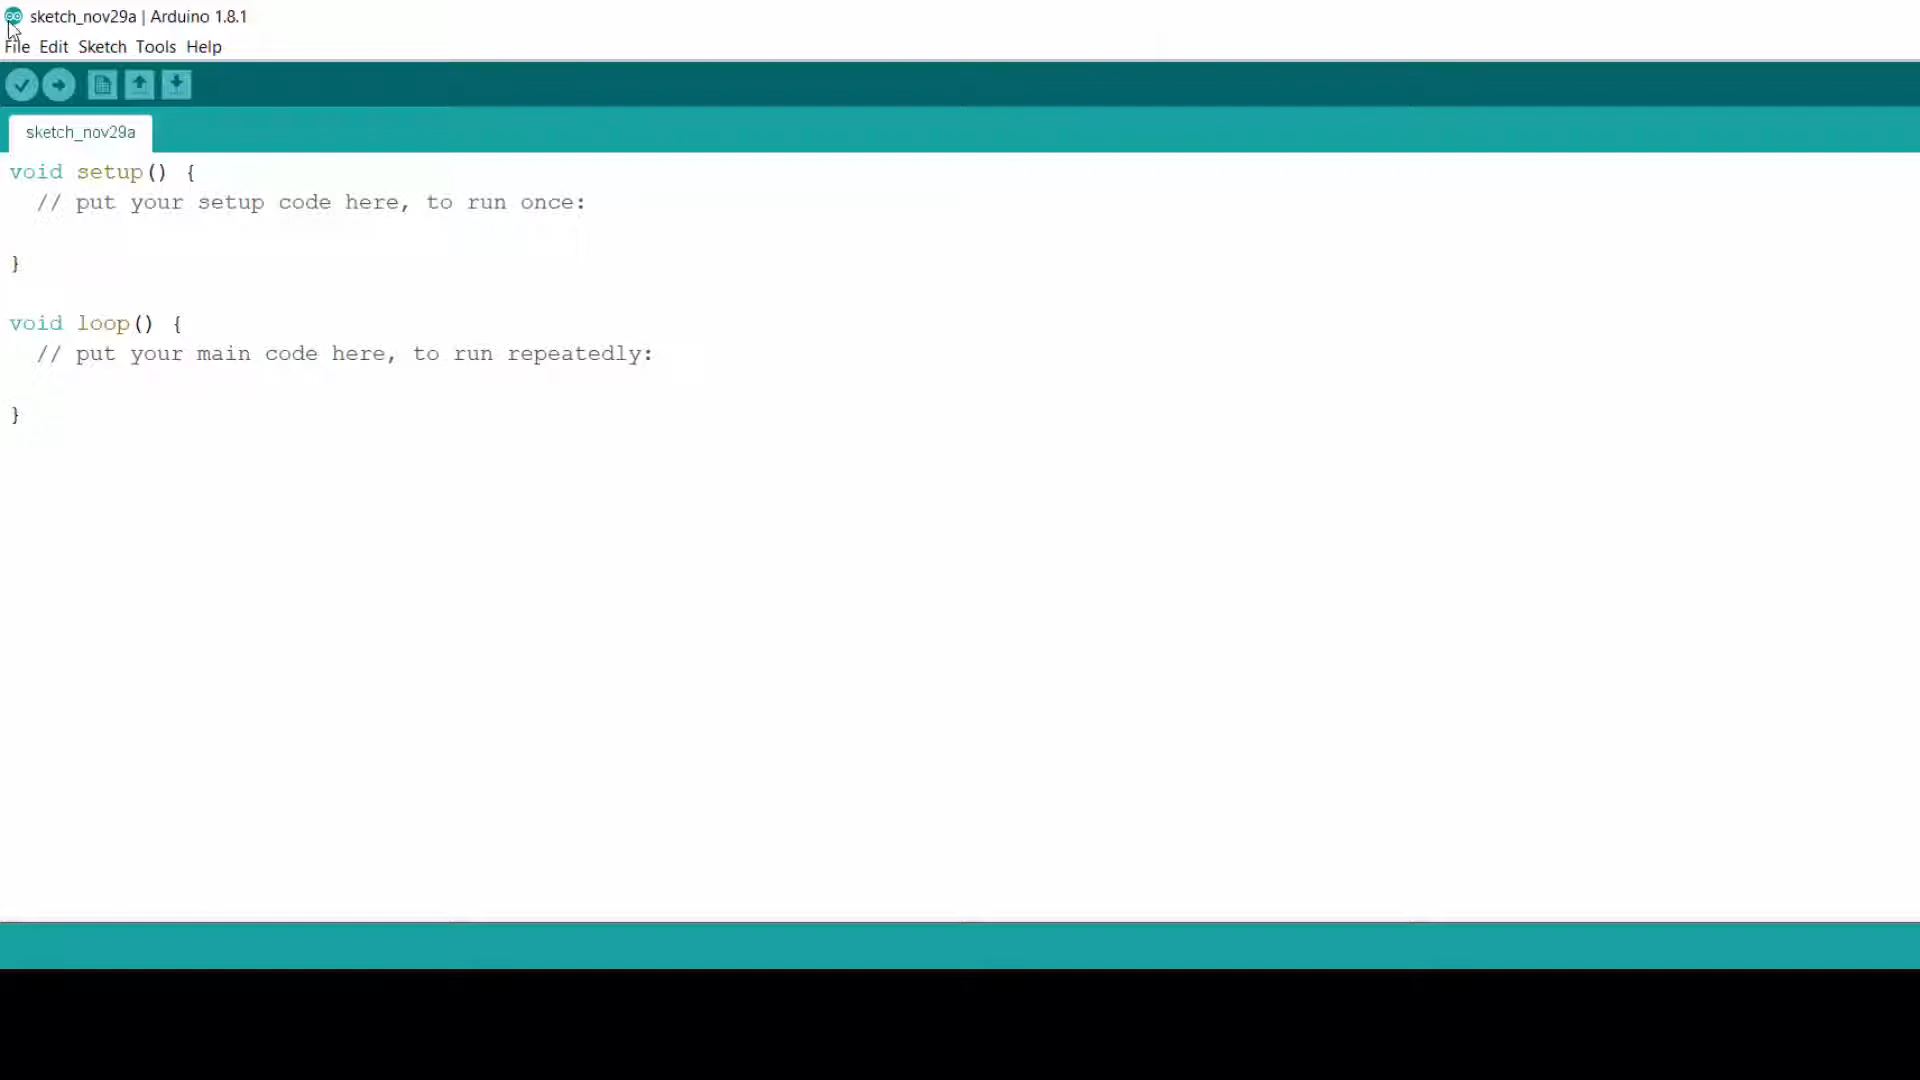 sketch_nov29a | Arduino 1.8.1
File Edit Sketch Tools Help
sketch_nov29a
void setup() {
  // put your setup code here, to run once:
}
void loop() {
  // put your main code here, to run repeatedly:
}